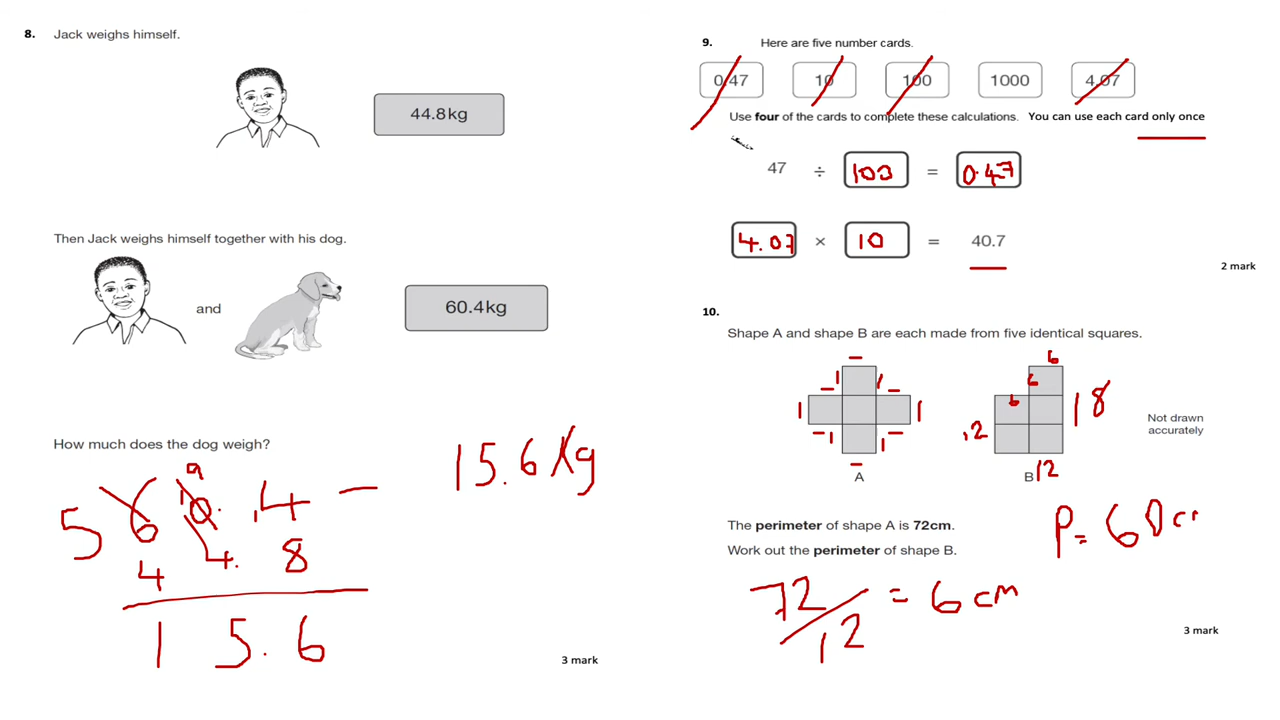 8. Jack weighs himself.
44.8kg
Then Jack weighs himself together with his dog.
and
60.4kg
How much does the dog weigh?
15.6 Kg
9
5 6 10.14 –
4 4. 8
1 5. 6
3 mark
9. Here are five number cards.
0.47 10 100 1000 4.07
Use four of the cards to complete these calculations. You can use each card only once
47 ÷ 100 = 0.47
4.07 × 10 = 40.7
2 mark
10.
Shape A and shape B are each made from five identical squares.
6
6
6
18
12
12
Not drawn
accurately
A
B
The perimeter of shape A is 72cm.
Work out the perimeter of shape B.
P = 60cm
72/12 = 6 cm
3 mark